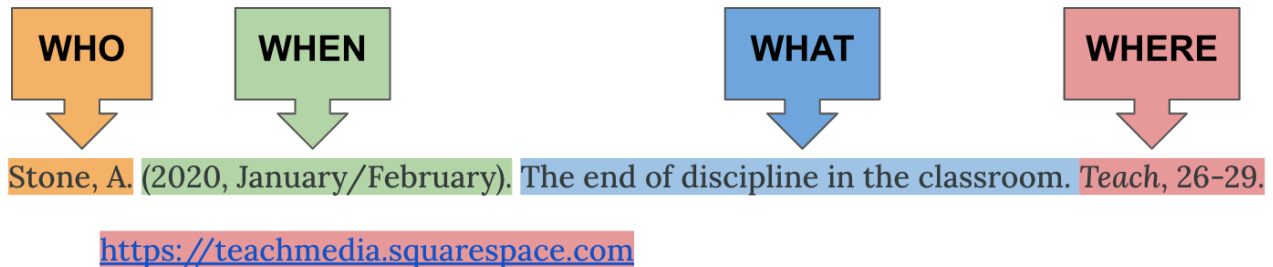 WHO WHEN WHAT WHERE
Stone, A. (2020, January/February). The end of discipline in the classroom. Teach, 26-29.
https://teachmedia.squarespace.com